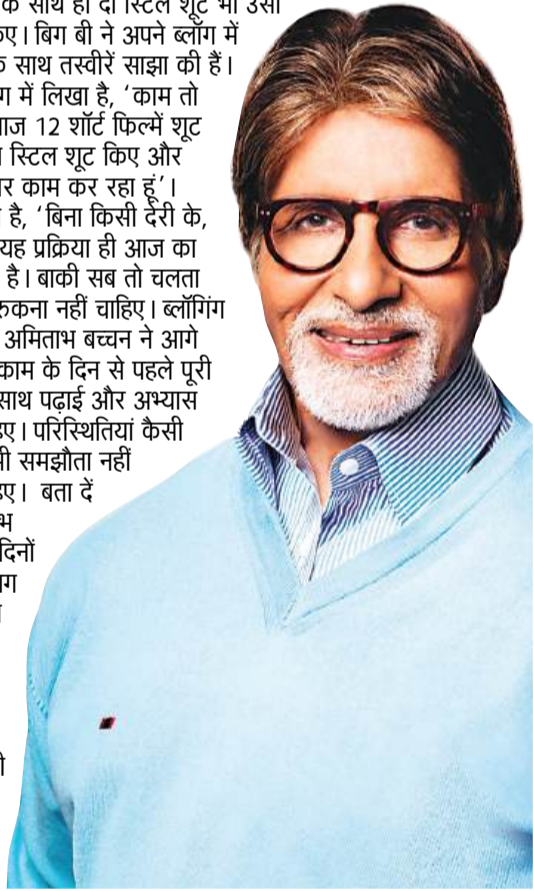 के साथ ही दो स्टिल शूट भी उसी
किए। बिग बी ने अपने ब्लॉग में
के साथ तस्वीरें साझा की हैं।
में लिखा है, ‘काम तो
आज 12 शॉर्ट फिल्में शूट
स्टिल शूट किए और
काम कर रहा हूं’।
है, ‘बिना किसी देरी के,
यह प्रक्रिया ही आज का
है। बाकी सब तो चलता
रुकना नहीं चाहिए। ब्लॉगिंग
अमिताभ बच्चन ने आगे
काम के दिन से पहले पूरी
साथ पढ़ाई और अभ्यास
परिस्थितियां कैसी
समझौता नहीं
बता दें
दिनों